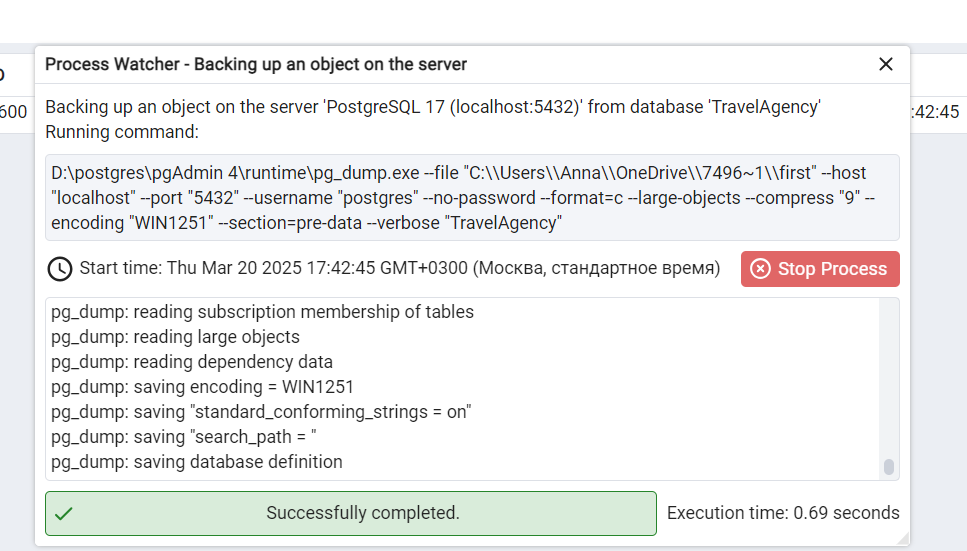 Process Watcher - Backing up an object on the server
Backing up an object on the server 'PostgreSQL 17 (localhost:5432)' from database 'TravelAgency'
Running command:
600
:42:45
D:\postgres\pgAdmin 4\runtime\pg_dump.exe --file "C:\\Users\\Anna\\OneDrive\\7496~1\\first" --host
"localhost" --port "5432" --username "postgres" --no-password --format=c --large-objects --compress "9" --
encoding "WIN1251" --section=pre-data --verbose "TravelAgency"
Start time: Thu Mar 20 2025 17:42:45 GMT+0300 (Москва, стандартное время)
Stop Process
pg_dump: reading subscription membership of tables
pg_dump: reading large objects
pg_dump: reading dependency data
pg_dump: saving encoding = WIN1251
pg_dump: saving "standard_conforming_strings = on"
pg_dump: saving "search_path = "
pg_dump: saving database definition
Successfully completed.
Execution time: 0.69 seconds